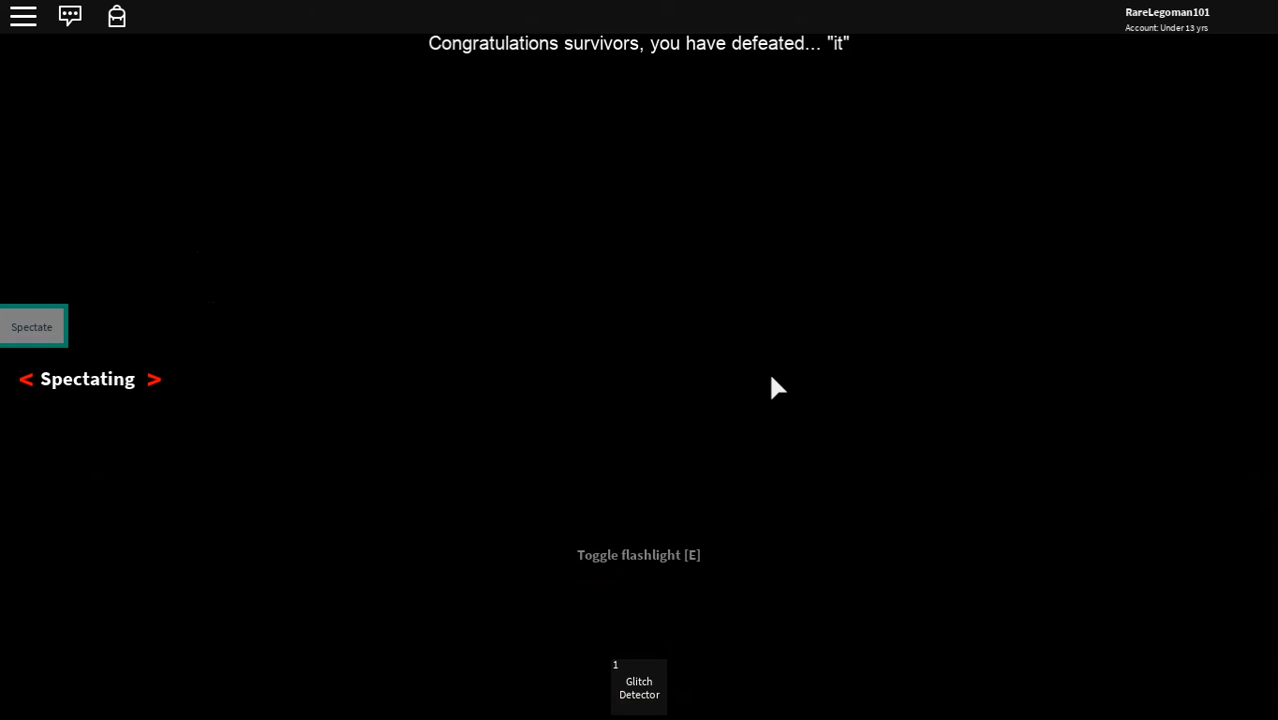 RareLegoman101
Account: Under 13 yrs
Congratulations survivors, you have defeated... "it"
Spectate
< Spectating >
Toggle flashlight [E]
1
Glitch
Detector